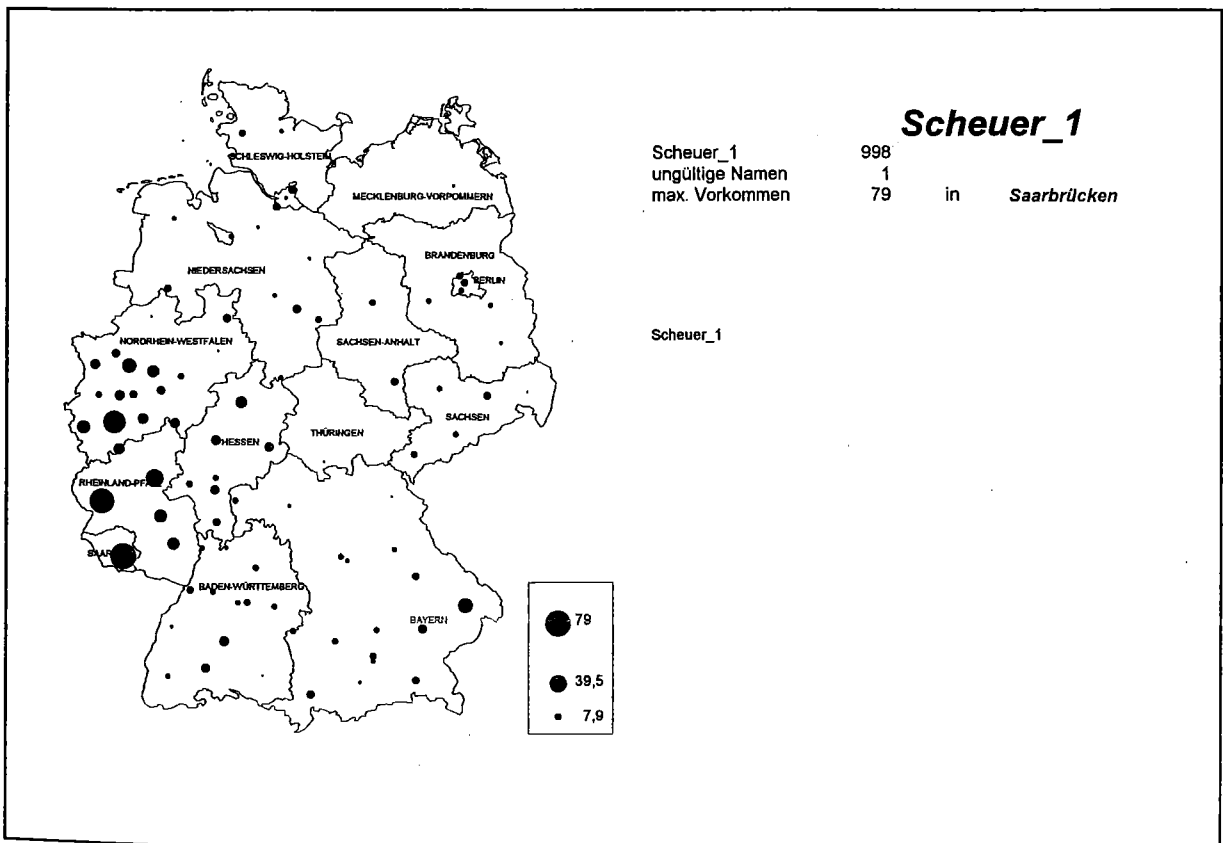 Scheuer_1
Scheuer_1 998
ungültige Namen 1
max. Vorkommen 79 in Saarbrücken
Scheuer_1
SCHLESWIG-HOLSTEIN
MECKLENBURG-VORPOMMERN
BRANDENBURG
BERLIN
NIEDERSACHSEN
NORDRHEIN-WESTFALEN
SACHSEN-ANHALT
SACHSEN
THÜRINGEN
HESSEN
RHEINLAND-PFA
SAAR
BADEN-WÜRTTEMBERG
BAYERN
79
39,5
7,9